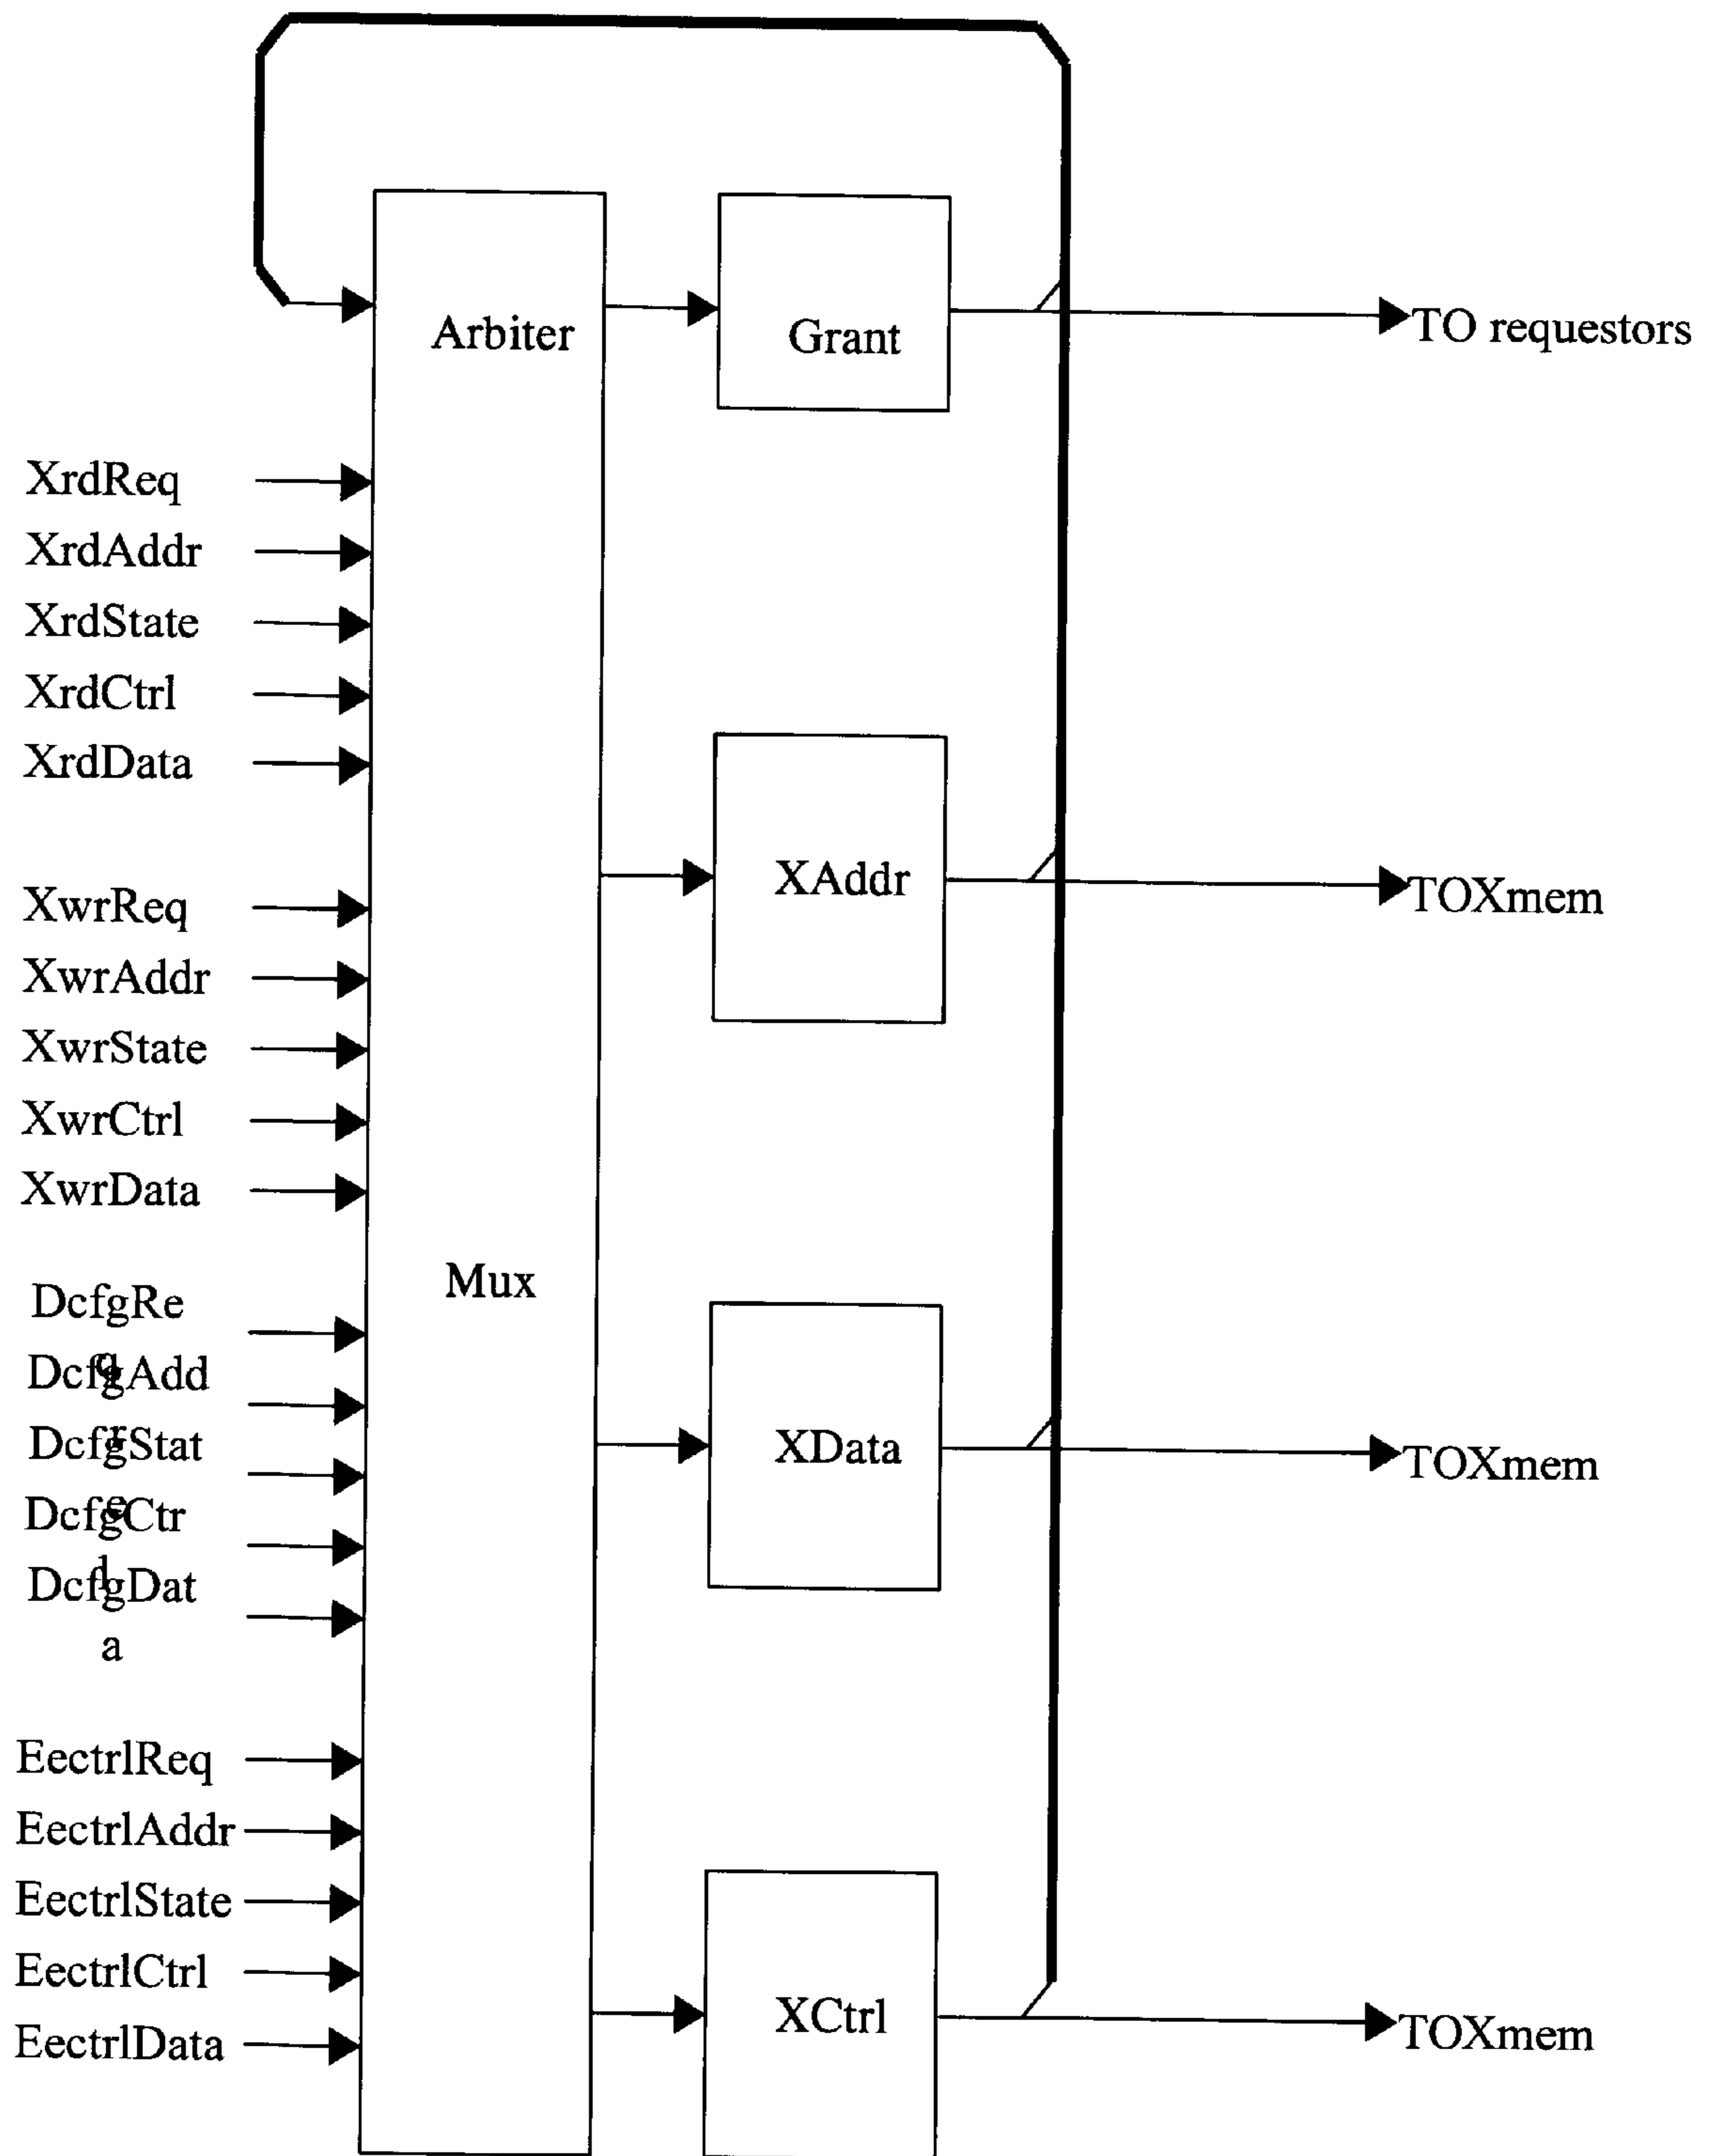 Arbiter
Grant
TO requestors
XrdReq
XrdAddr
XrdState
XrdCtrl
XrdData
XAddr
TOXmem
XwrReq
XwrAddr
XwrState
XwrCtrl
XwrData
Mux
DcfgRe
q
DcfgAdd
r
DcfgStat
e
DcfgCtr
l
DcfgDat
a
XData
TOXmem
EectrlReq
EectrlAddr
EectrlState
EectrlCtrl
EectrlData
XCtrl
TOXmem